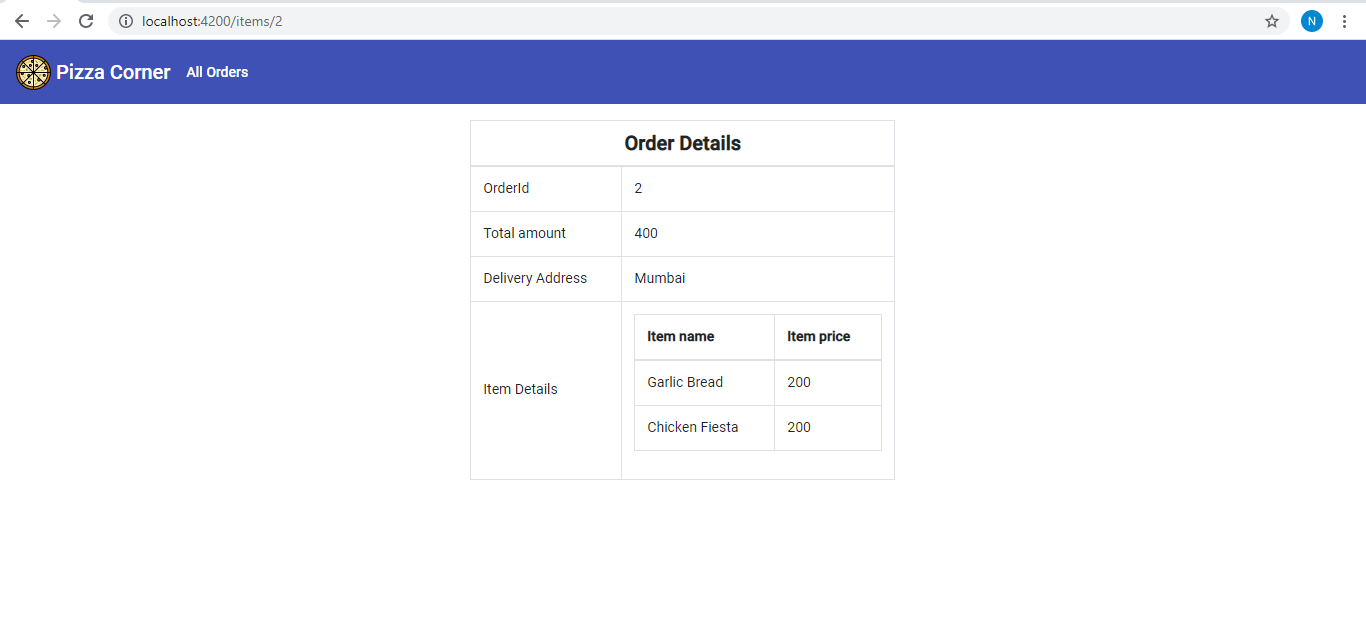 localhost:4200/items/2
N
Pizza Corner All Orders
Order Details
OrderId 2
Total amount 400
Delivery Address Mumbai
Item name Item price
Garlic Bread 200
Item Details
Chicken Fiesta 200